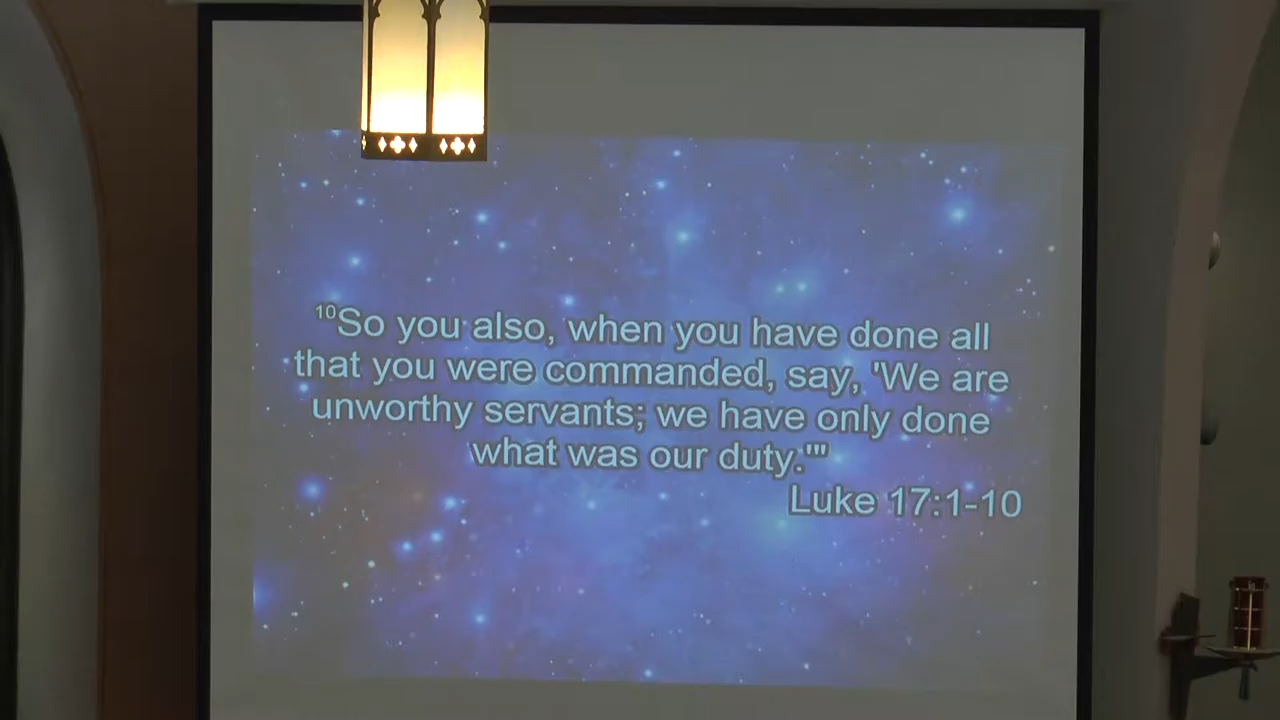 ¹⁰So you also, when you have done all
that you were commanded, say, 'We are
unworthy servants; we have only done
what was our duty.'"
Luke 17:1-10